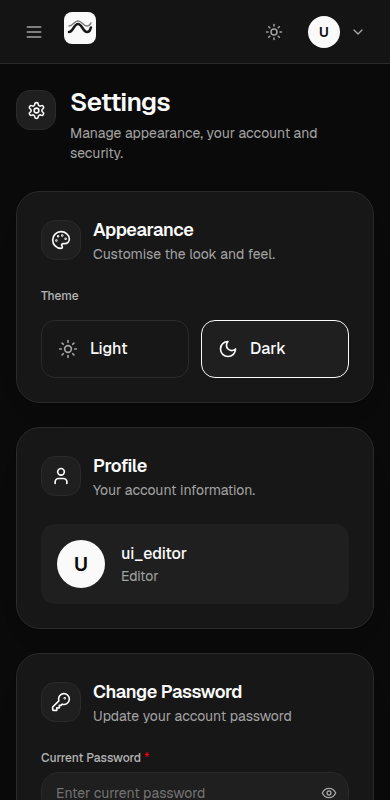 U
Settings
Manage appearance, your account and
security.
Appearance
Customise the look and feel.
Theme
Light
Dark
Profile
Your account information.
U
ui_editor
Editor
Change Password
Update your account password
Current Password *
Enter current password